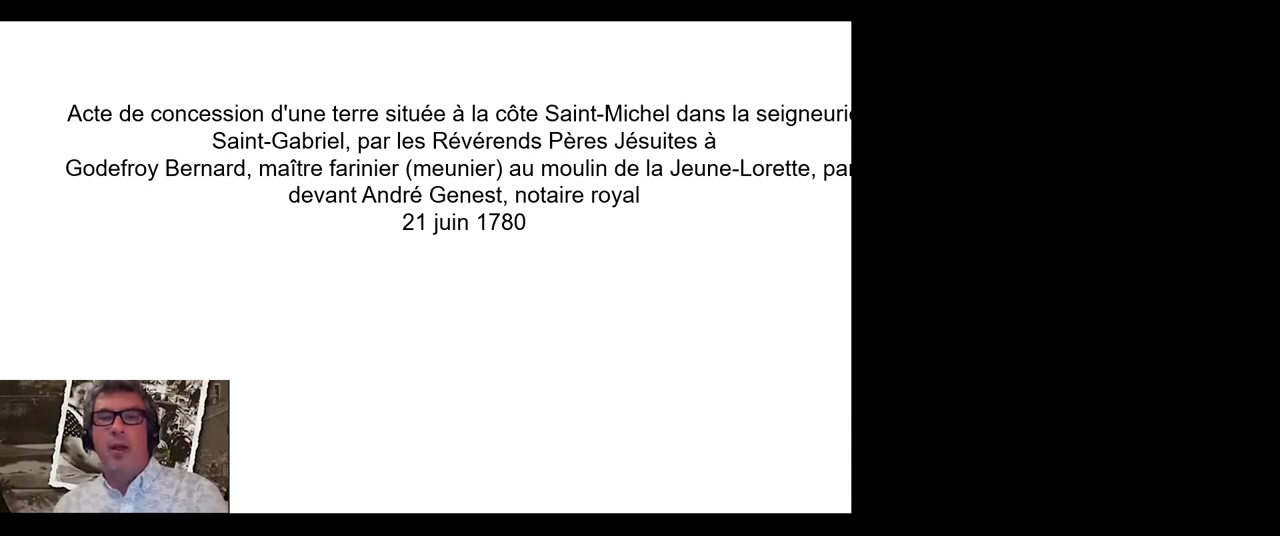 Acte de concession d'une terre située à la côte Saint-Michel dans la seigneurie
Saint-Gabriel, par les Révérends Pères Jésuites à
Godefroy Bernard, maître farinier (meunier) au moulin de la Jeune-Lorette, par
devant André Genest, notaire royal
21 juin 1780